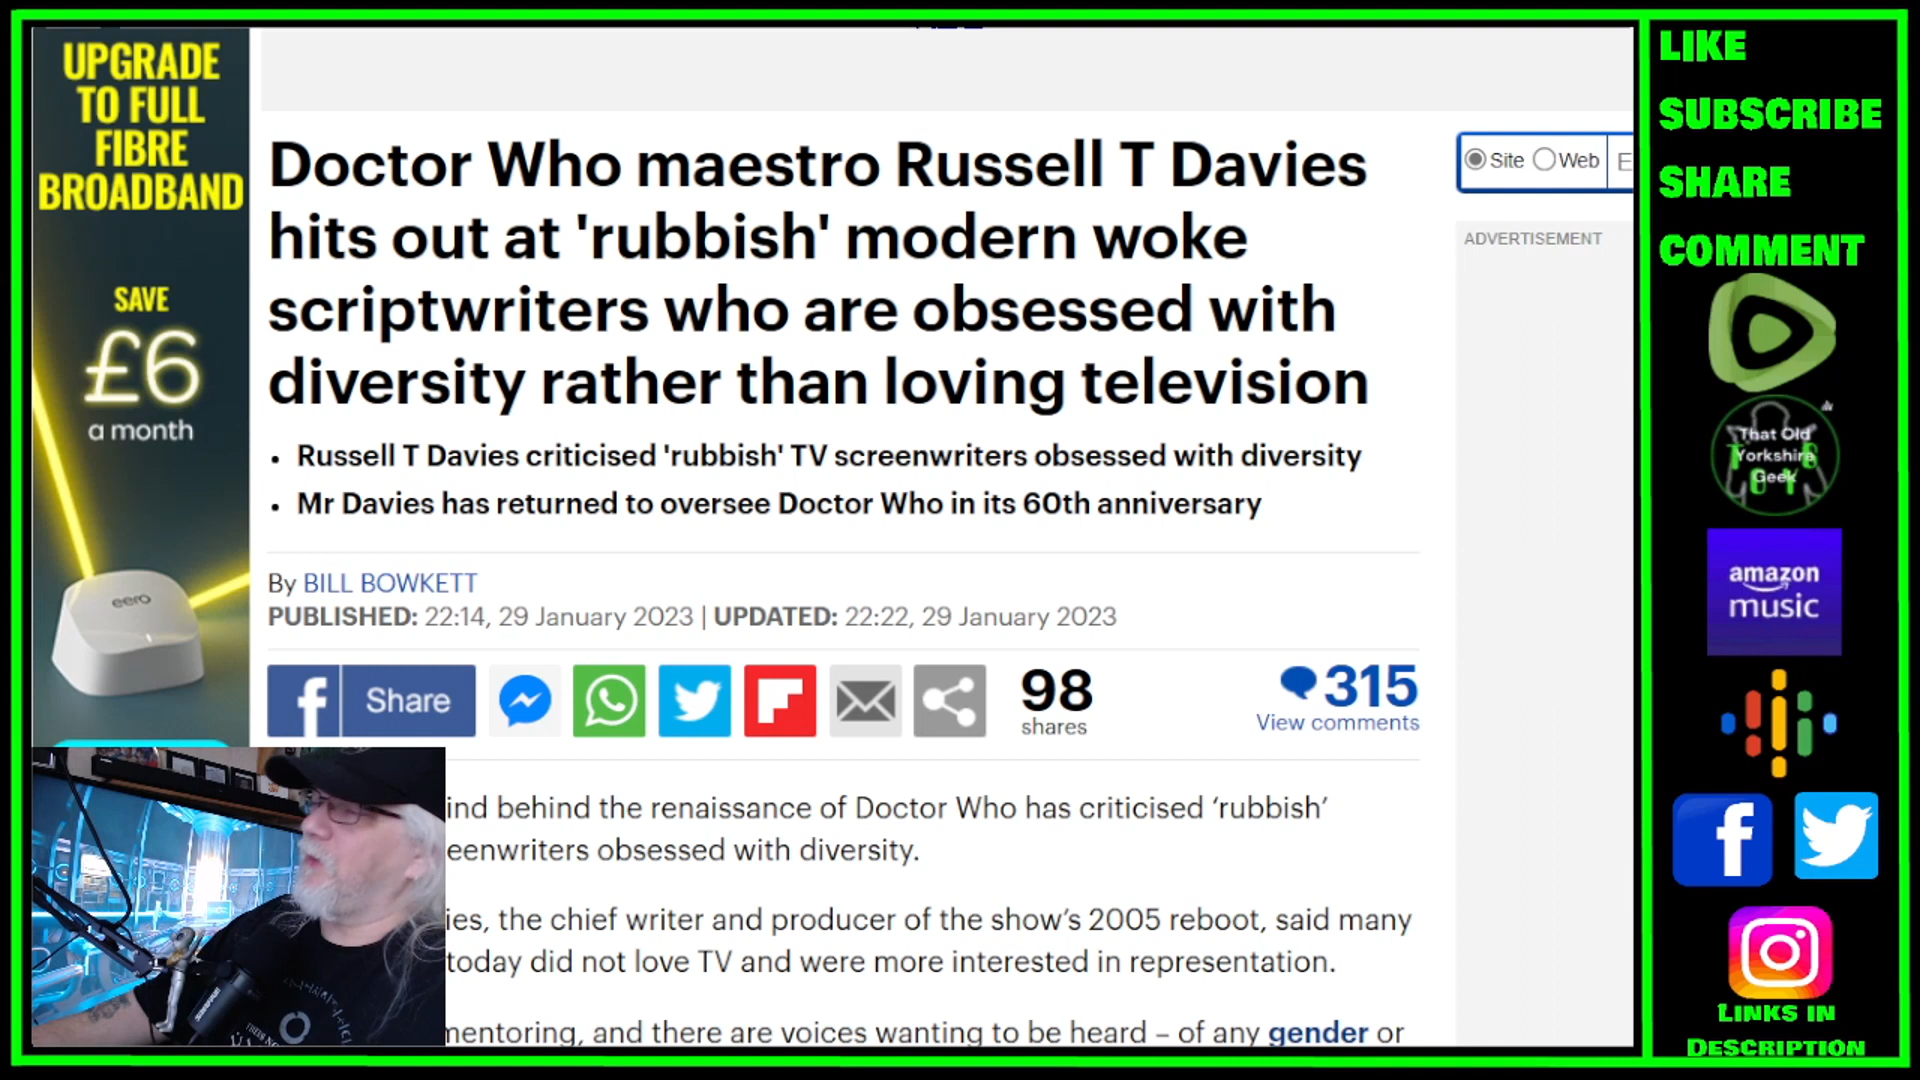 UPGRADE
TO FULL
FIBRE
BROADBAND
SAVE
£6
a month
eero
Doctor Who maestro Russell T Davies
hits out at 'rubbish' modern woke
scriptwriters who are obsessed with
diversity rather than loving television
• Russell T Davies criticised 'rubbish' TV screenwriters obsessed with diversity
• Mr Davies has returned to oversee Doctor Who in its 60th anniversary
By BILL BOWKETT
PUBLISHED: 22:14, 29 January 2023 | UPDATED: 22:22, 29 January 2023
Share
98
shares
315
View comments
ind behind the renaissance of Doctor Who has criticised ‘rubbish’
eenwriters obsessed with diversity.
ies, the chief writer and producer of the show’s 2005 reboot, said many
today did not love TV and were more interested in representation.
mentoring, and there are voices wanting to be heard – of any gender or
Site Web
ADVERTISEMENT
LIKE
SUBSCRIBE
SHARE
COMMENT
That Old
Yorkshire
Geek
amazon
music
LINKS IN
DESCRIPTION